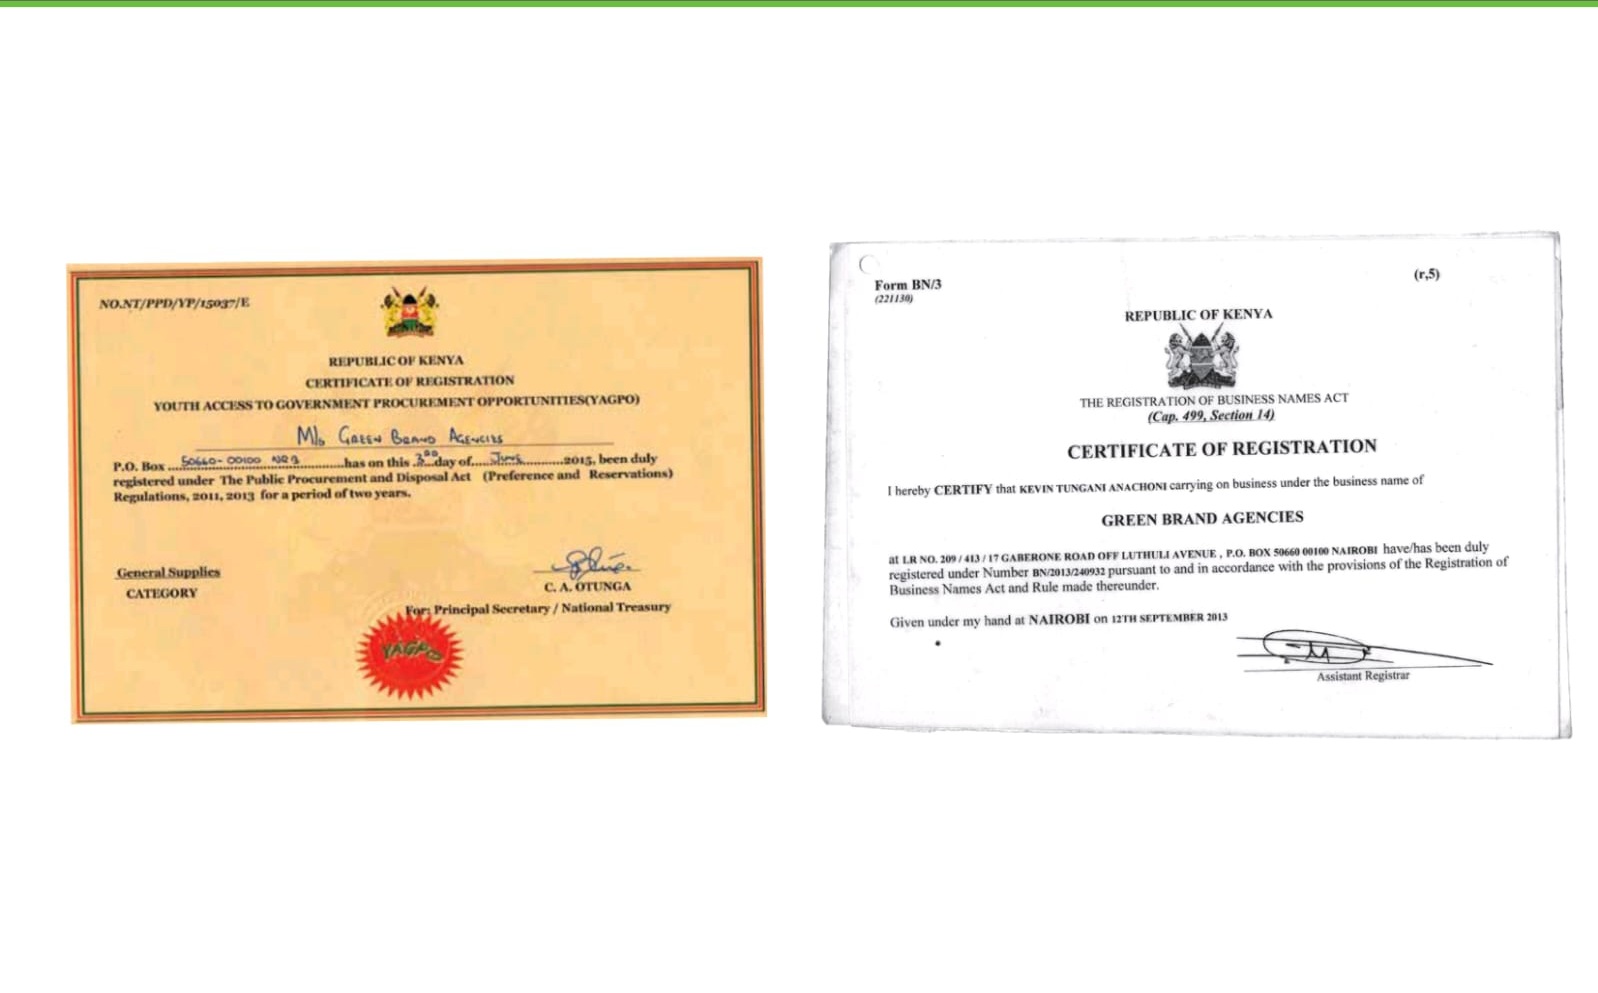 NO.NT/PPD/YP/15037/E
REPUBLIC OF KENYA
CERTIFICATE OF REGISTRATION
YOUTH ACCESS TO GOVERNMENT PROCUREMENT OPPORTUNITIES(YAGPO)
M/s GREEN BRAND AGENCIES
P.O. Box ....50660-00100 NRB............has on this .3RD..day of.....JUNE...........2015, been duly
registered under The Public Procurement and Disposal Act (Preference and Reservations)
Regulations, 2011, 2013 for a period of two years.
General Supplies
CATEGORY
C. A. OTUNGA
For: Principal Secretary / National Treasury
YAGPO
Form BN/3
(221130)
(r,5)
REPUBLIC OF KENYA
THE REGISTRATION OF BUSINESS NAMES ACT
(Cap. 499, Section 14)
CERTIFICATE OF REGISTRATION
I hereby CERTIFY that KEVIN TUNGANI ANACHONI carrying on business under the business name of
GREEN BRAND AGENCIES
at LR NO. 209 / 413 / 17 GABERONE ROAD OFF LUTHULI AVENUE , P.O. BOX 50660 00100 NAIROBI have/has been duly
registered under Number BN/2013/240932 pursuant to and in accordance with the provisions of the Registration of
Business Names Act and Rule made thereunder.
Given under my hand at NAIROBI on 12TH SEPTEMBER 2013
Assistant Registrar